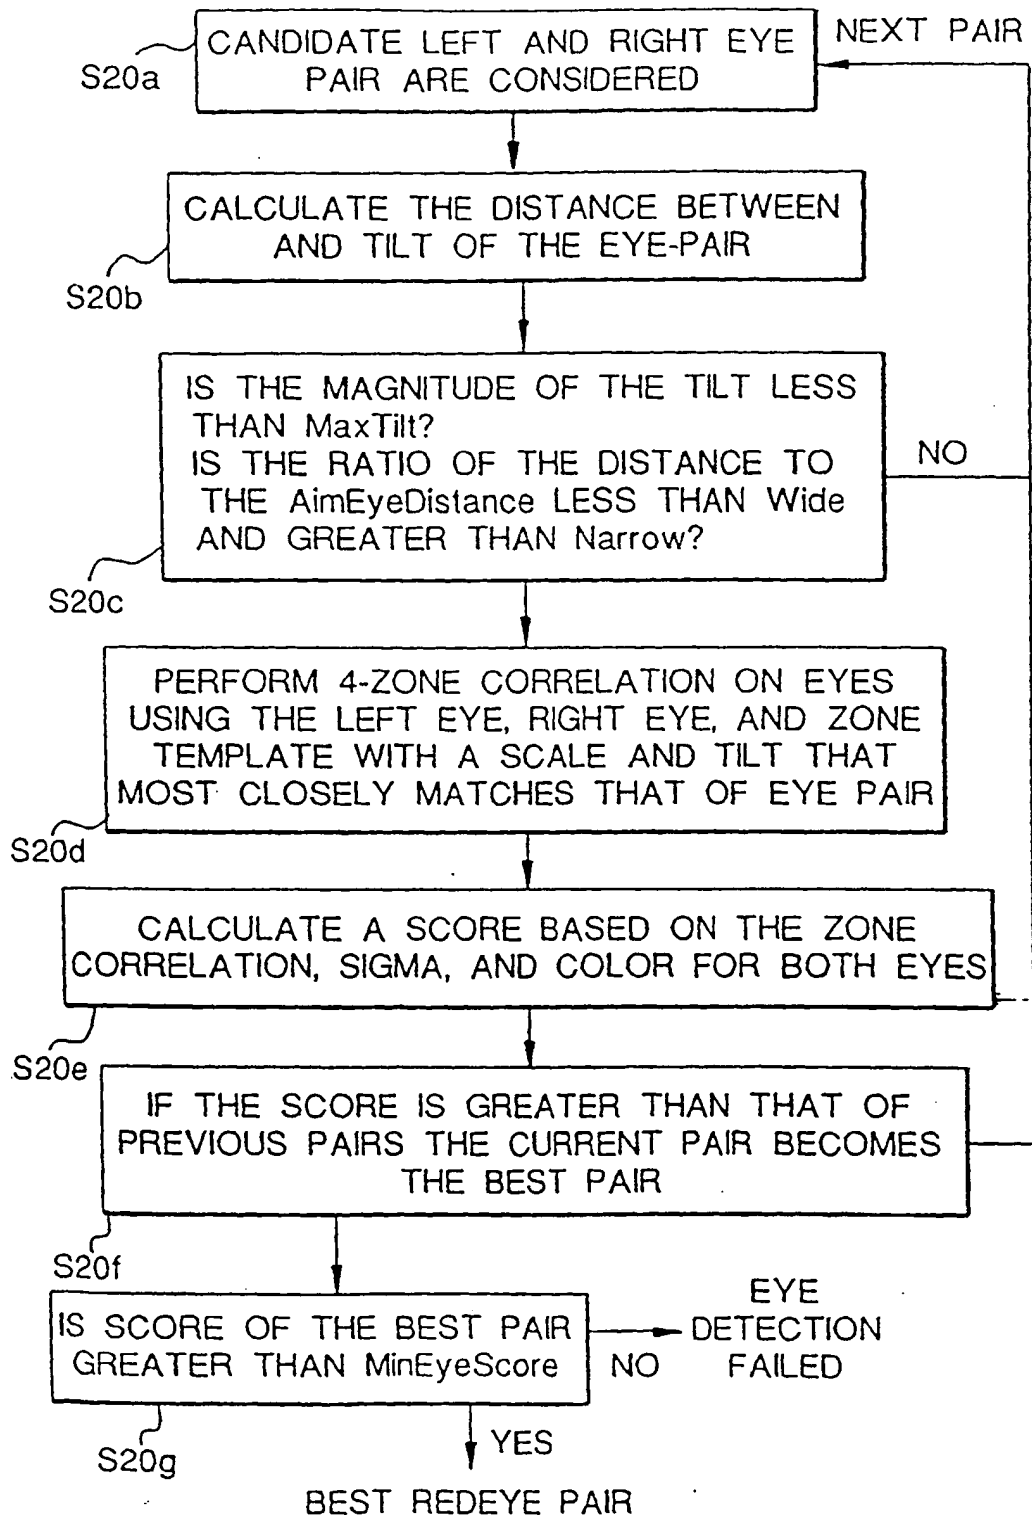 CANDIDATE LEFT AND RIGHT EYE
PAIR ARE CONSIDERED
NEXT PAIR
S20a
CALCULATE THE DISTANCE BETWEEN
AND TILT OF THE EYE-PAIR
S20b
IS THE MAGNITUDE OF THE TILT LESS
THAN MaxTilt?
IS THE RATIO OF THE DISTANCE TO
THE AimEyeDistance LESS THAN Wide
AND GREATER THAN Narrow?
NO
S20c
PERFORM 4-ZONE CORRELATION ON EYES
USING THE LEFT EYE, RIGHT EYE, AND ZONE
TEMPLATE WITH A SCALE AND TILT THAT
MOST CLOSELY MATCHES THAT OF EYE PAIR
S20d
CALCULATE A SCORE BASED ON THE ZONE
CORRELATION, SIGMA, AND COLOR FOR BOTH EYES
S20e
IF THE SCORE IS GREATER THAN THAT OF
PREVIOUS PAIRS THE CURRENT PAIR BECOMES
THE BEST PAIR
S20f
IS SCORE OF THE BEST PAIR
GREATER THAN MinEyeScore
NO
EYE
DETECTION
FAILED
S20g
YES
BEST REDEYE PAIR